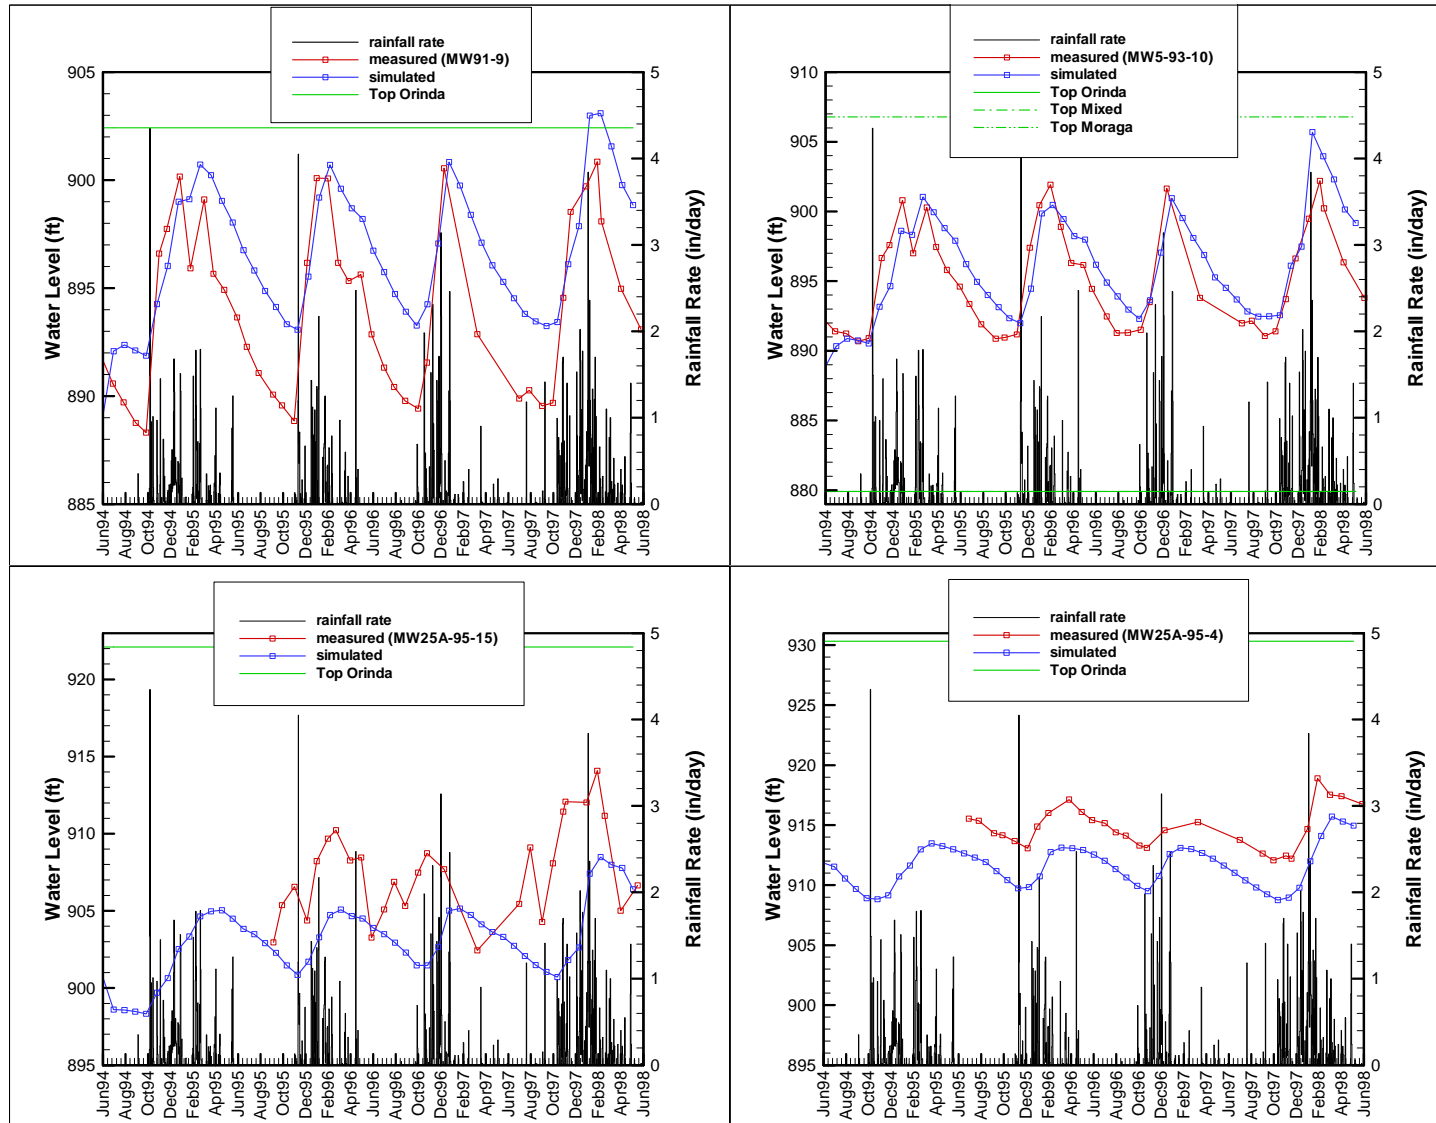 rainfall rate
measured (MW91-9)
simulated
Top Orinda
905
900
895
890
885
5
4
3
2
1
0
Water Level (ft)
Rainfall Rate (in/day)
Jun94
Aug94
Oct94
Dec94
Feb95
Apr95
Jun95
Aug95
Oct95
Dec95
Feb96
Apr96
Jun96
Aug96
Oct96
Dec96
Feb97
Apr97
Jun97
Aug97
Oct97
Dec97
Feb98
Apr98
Jun98
rainfall rate
measured (MW5-93-10)
simulated
Top Orinda
Top Mixed
Top Moraga
910
905
900
895
890
885
880
5
4
3
2
1
0
Water Level (ft)
Rainfall Rate (in/day)
Jun94
Aug94
Oct94
Dec94
Feb95
Apr95
Jun95
Aug95
Oct95
Dec95
Feb96
Apr96
Jun96
Aug96
Oct96
Dec96
Feb97
Apr97
Jun97
Aug97
Oct97
Dec97
Feb98
Apr98
Jun98
rainfall rate
measured (MW25A-95-15)
simulated
Top Orinda
920
915
910
905
900
895
5
4
3
2
1
0
Water Level (ft)
Rainfall Rate (in/day)
Jun94
Aug94
Oct94
Dec94
Feb95
Apr95
Jun95
Aug95
Oct95
Dec95
Feb96
Apr96
Jun96
Aug96
Oct96
Dec96
Feb97
Apr97
Jun97
Aug97
Oct97
Dec97
Feb98
Apr98
Jun98
rainfall rate
measured (MW25A-95-4)
simulated
Top Orinda
930
925
920
915
910
905
900
895
5
4
3
2
1
0
Water Level (ft)
Rainfall Rate (in/day)
Jun94
Aug94
Oct94
Dec94
Feb95
Apr95
Jun95
Aug95
Oct95
Dec95
Feb96
Apr96
Jun96
Aug96
Oct96
Dec96
Feb97
Apr97
Jun97
Aug97
Oct97
Dec97
Feb98
Apr98
Jun98